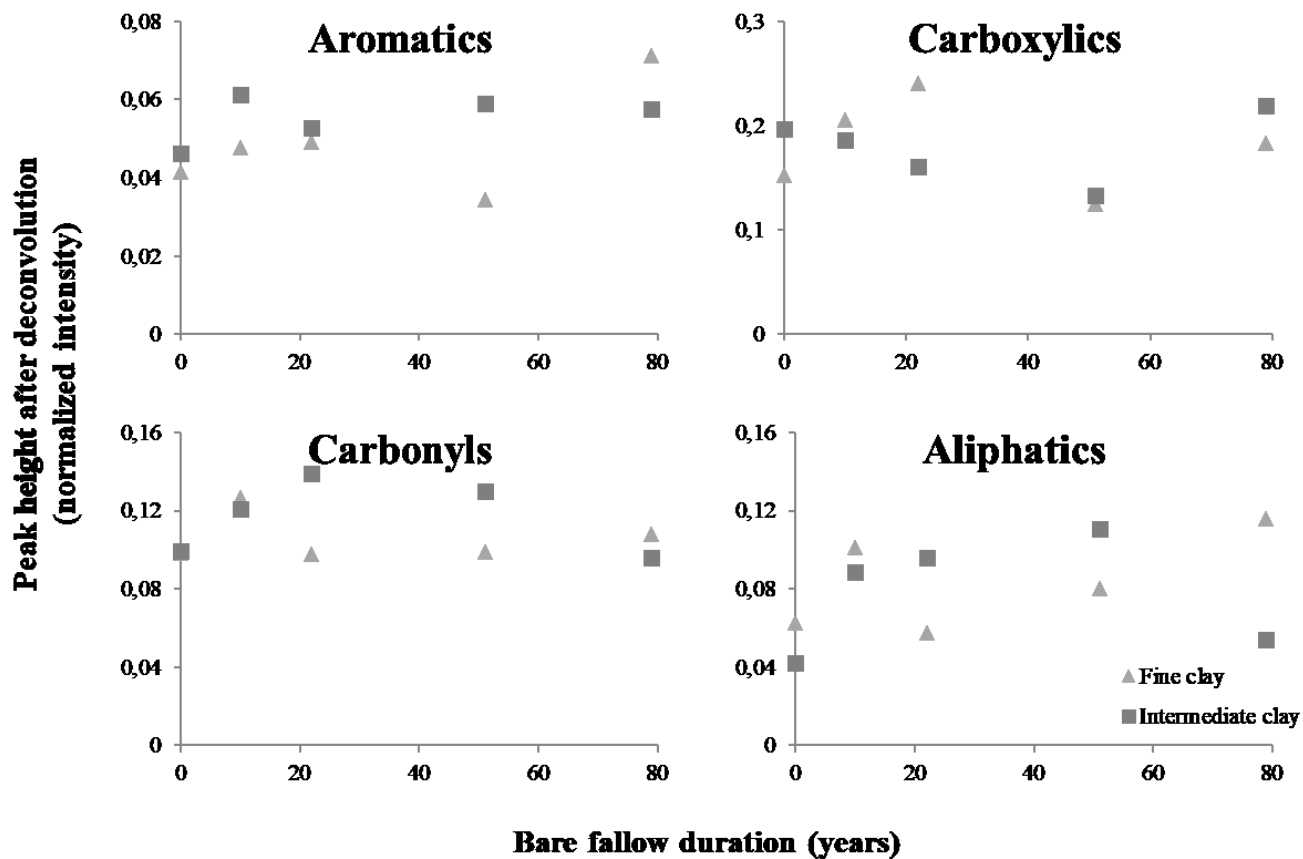 Aromatics
Carboxylics
0,08
0,06
0,04
0,02
0
0 20 40 60 80
0,3
0,2
0,1
0
0 20 40 60 80
Carbonyls
Aliphatics
0,16
0,12
0,08
0,04
0
0 20 40 60 80
0,16
0,12
0,08
0,04
0
0 20 40 60 80
Fine clay
Intermediate clay
Peak height after deconvolution
(normalized intensity)
Bare fallow duration (years)